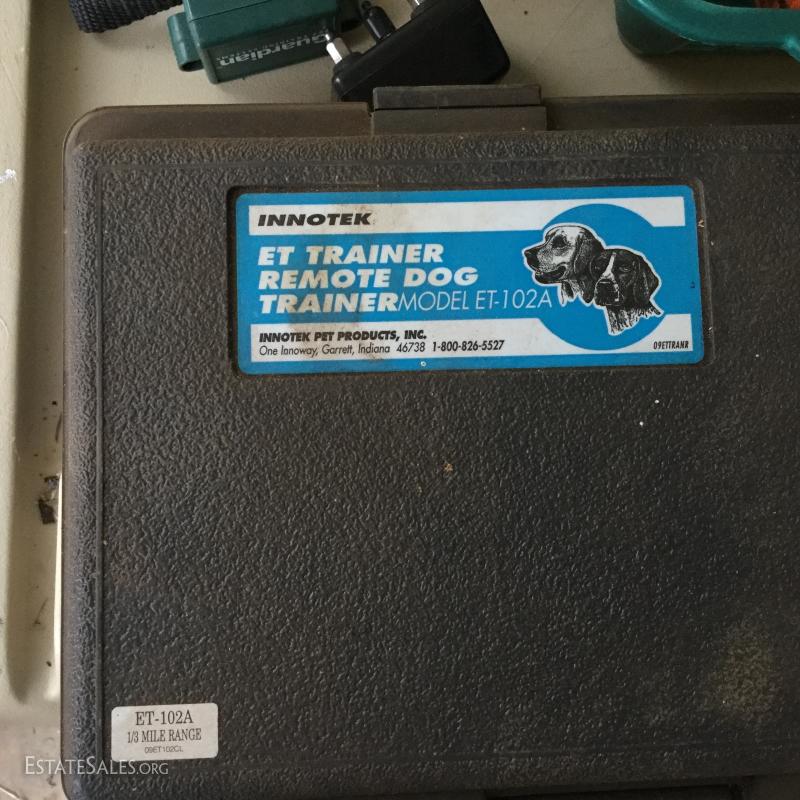 Guardian
INNOTEK
ET TRAINER
REMOTE DOG
TRAINER MODEL ET-102A
INNOTEK PET PRODUCTS, INC.
One Innoway, Garrett, Indiana 46738 1-800-826-5527
09ETTRANR
ET-102A
1/3 MILE RANGE
09ET102CL
ESTATESALES.ORG